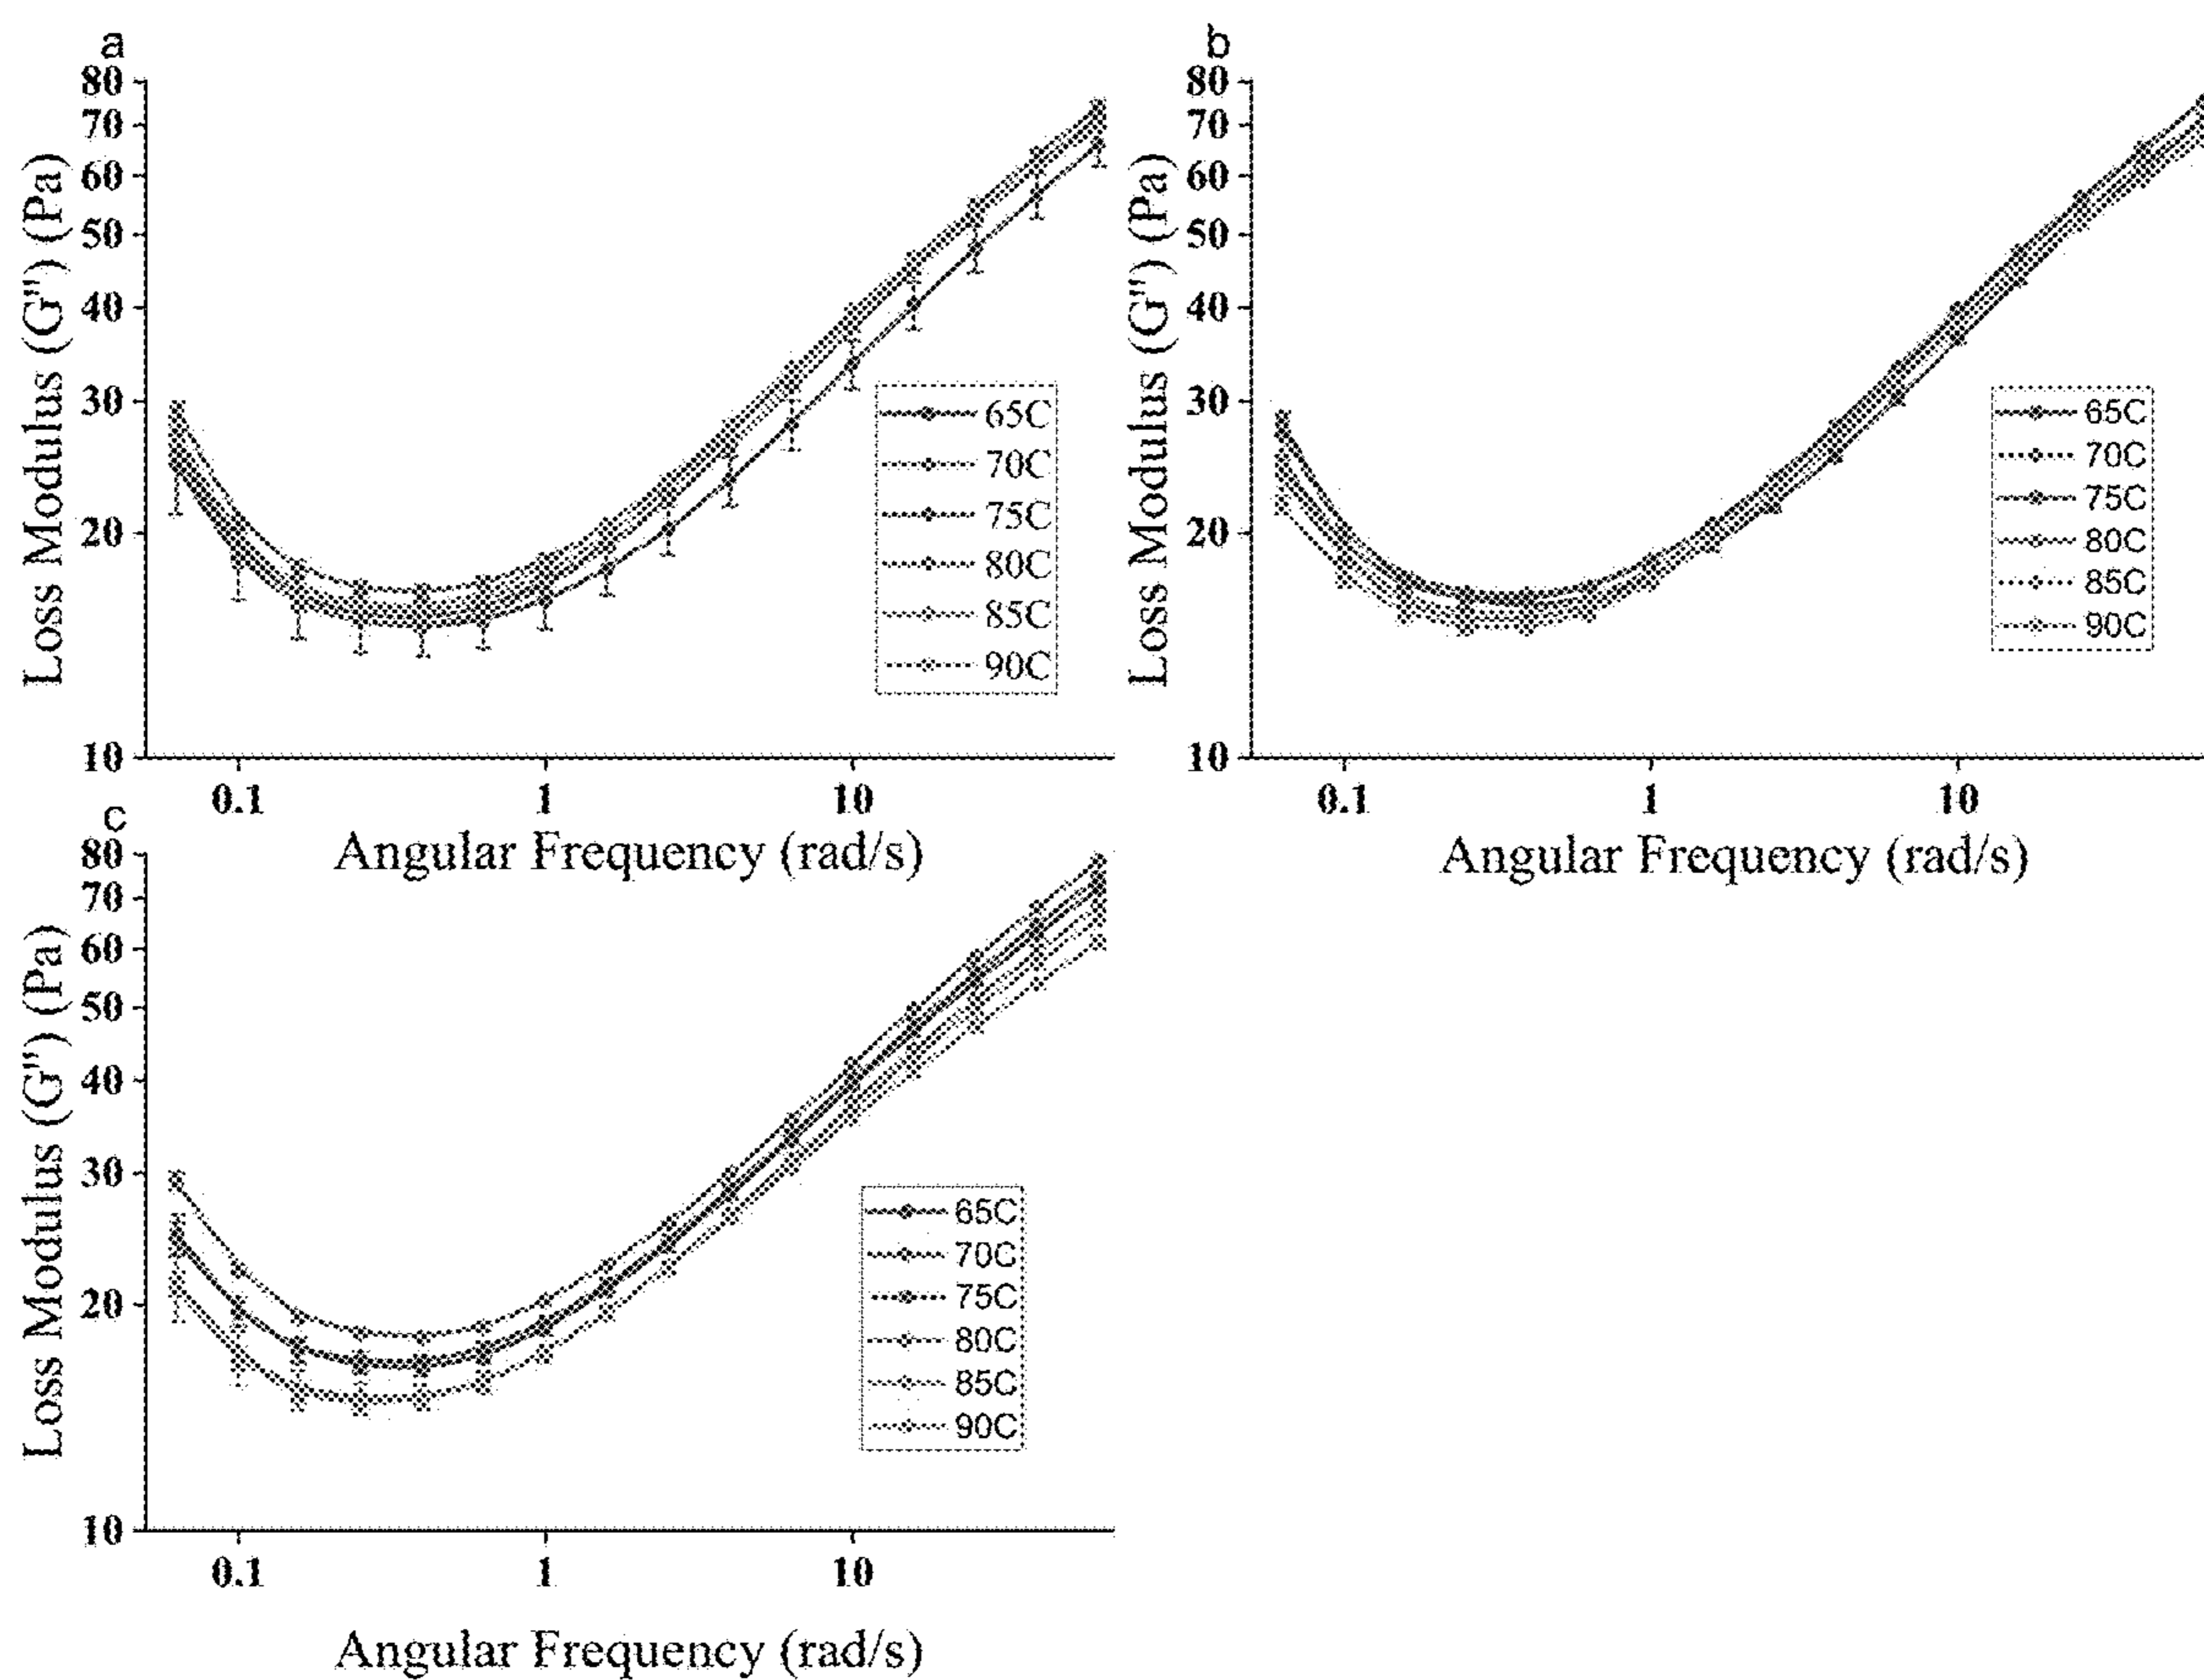 a
80
70
60
50
40
30
20
10
Loss Modulus (G") (Pa)
0.1 1 10
Angular Frequency (rad/s)
65C
70C
75C
80C
85C
90C
b
80
70
60
50
40
30
20
10
Loss Modulus (G") (Pa)
0.1 1 10
Angular Frequency (rad/s)
65C
70C
75C
80C
85C
90C
c
80
70
60
50
40
30
20
10
Loss Modulus (G") (Pa)
0.1 1 10
Angular Frequency (rad/s)
65C
70C
75C
80C
85C
90C